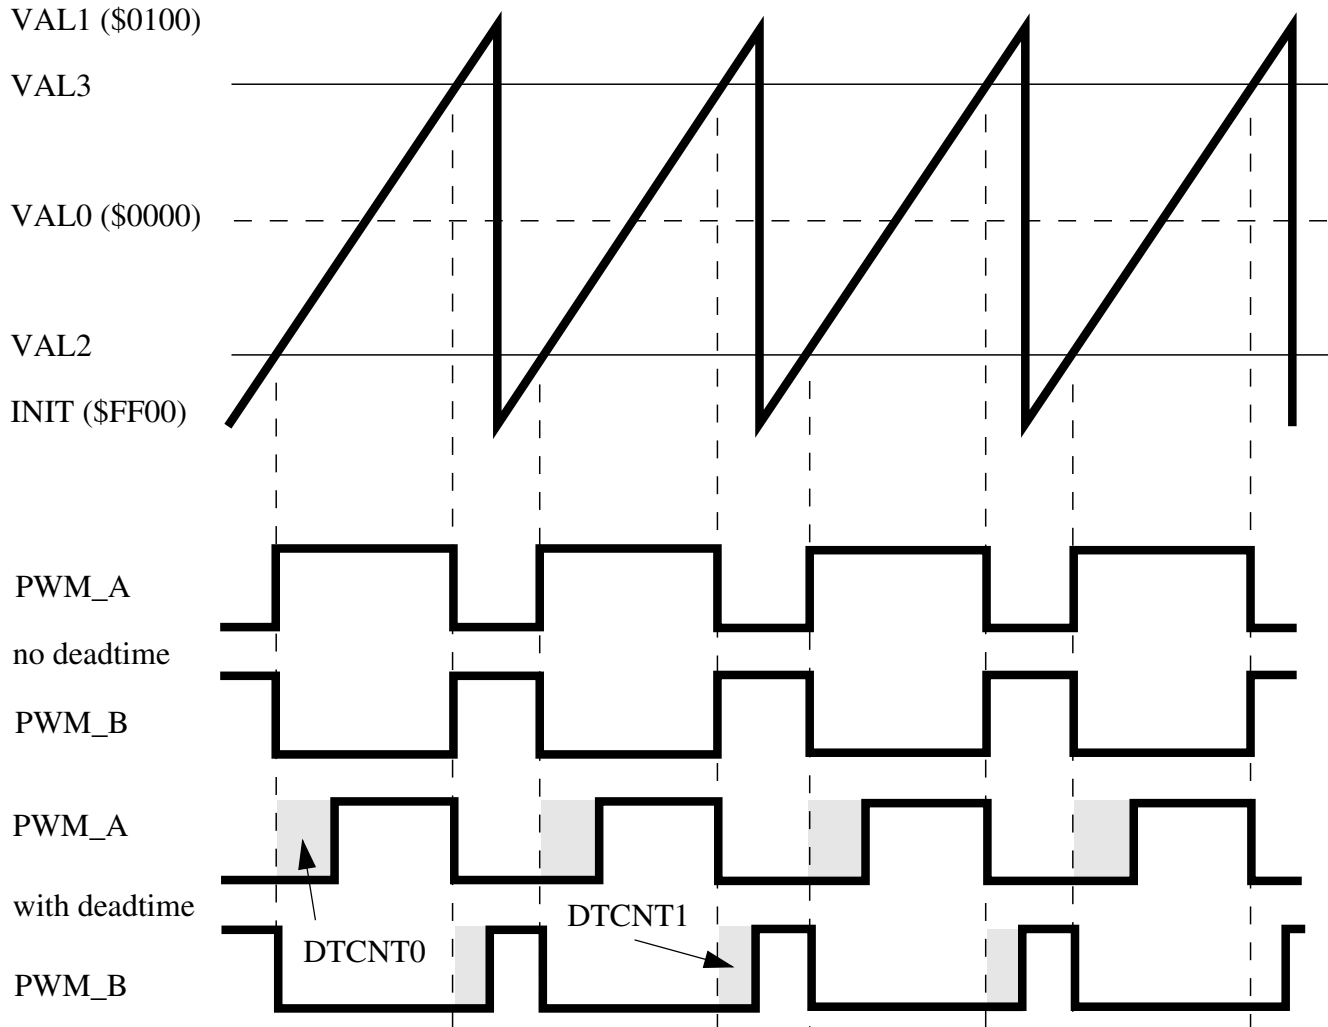 VAL1 ($0100)
VAL3
VAL0 ($0000)
VAL2
INIT ($FF00)
PWM_A
no deadtime
PWM_B
PWM_A
with deadtime
DTCNT1
DTCNT0
PWM_B